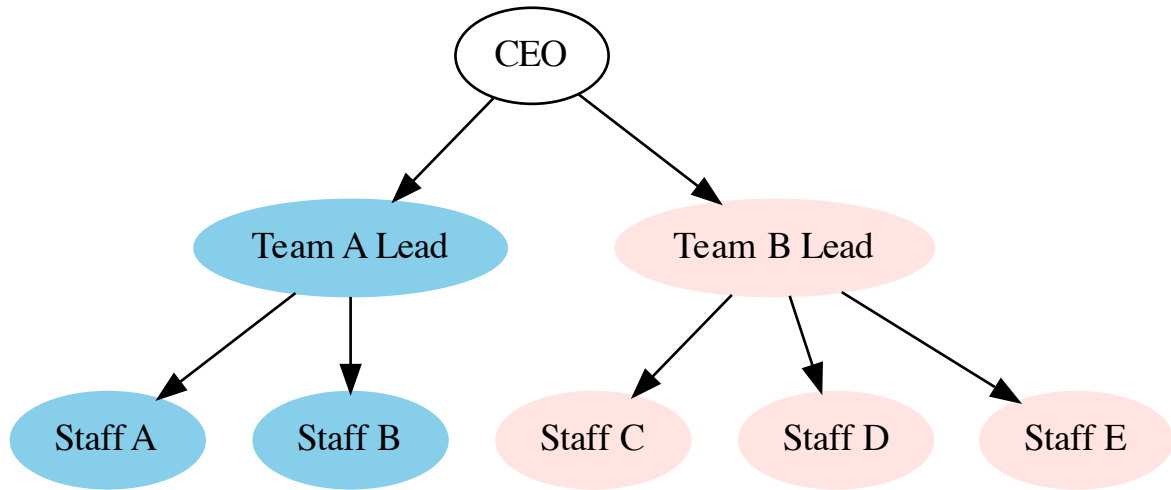 CEO
Team A Lead
Team B Lead
Staff A
Staff B
Staff C
Staff D
Staff E